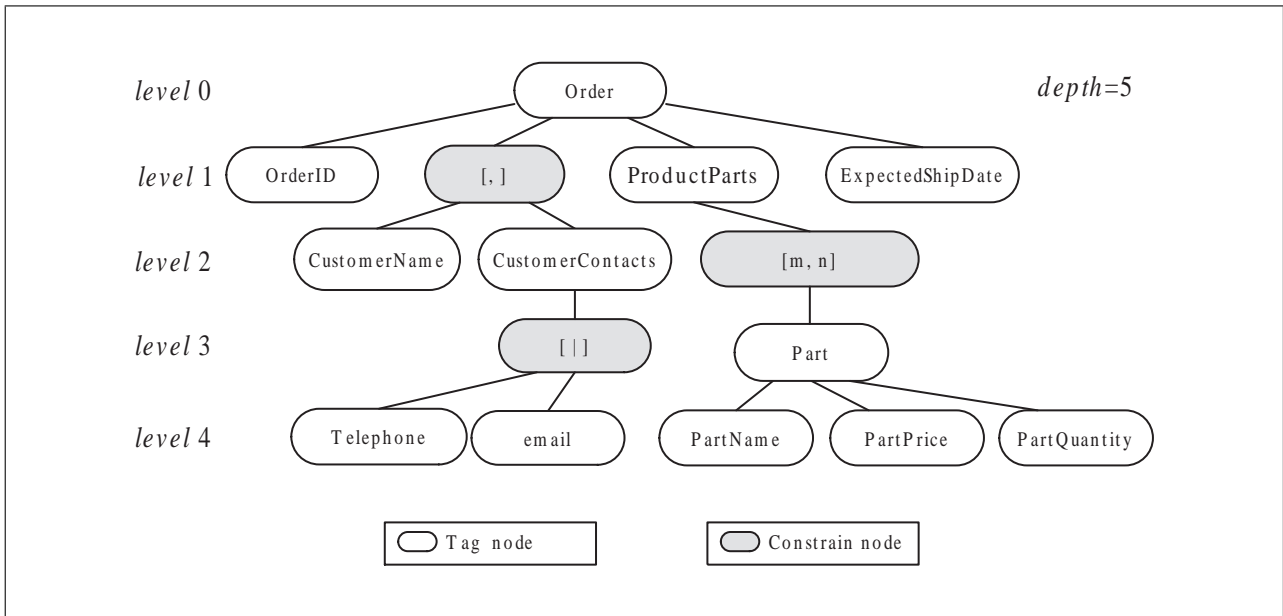 level 0
Order
depth=5
level 1
OrderID
[, ]
ProductParts
ExpectedShipDate
level 2
CustomerName
CustomerContacts
[m, n]
level 3
[ | ]
Part
level 4
Telephone
email
PartName
PartPrice
PartQuantity
Tag node
Constrain node